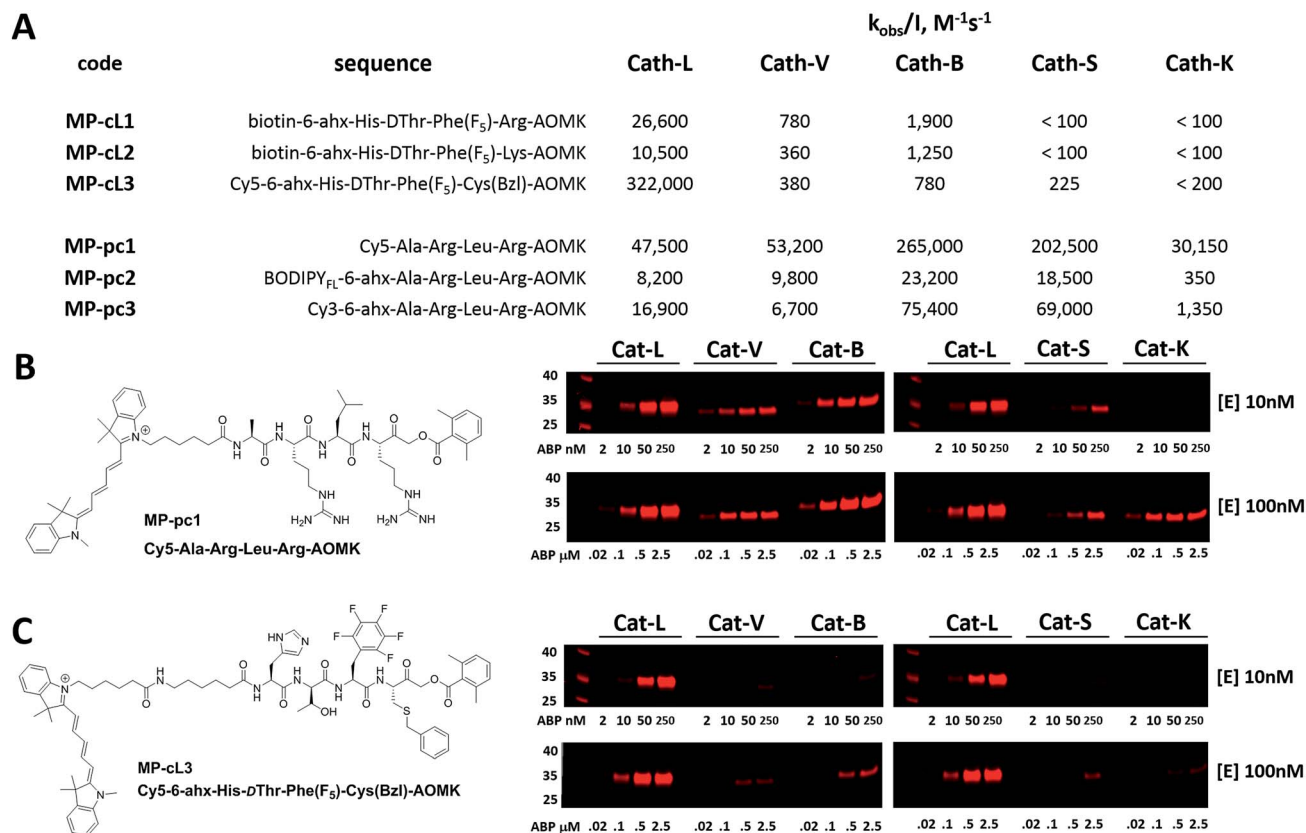 A
k_obs/I, M⁻¹s⁻¹
code sequence Cath-L Cath-V Cath-B Cath-S Cath-K
MP-cL1 biotin-6-ahx-His-DThr-Phe(F₅)-Arg-AOMK 26,600 780 1,900 < 100 < 100
MP-cL2 biotin-6-ahx-His-DThr-Phe(F₅)-Lys-AOMK 10,500 360 1,250 < 100 < 100
MP-cL3 Cy5-6-ahx-His-DThr-Phe(F₅)-Cys(Bzl)-AOMK 322,000 380 780 225 < 200
MP-pc1 Cy5-Ala-Arg-Leu-Arg-AOMK 47,500 53,200 265,000 202,500 30,150
MP-pc2 BODIPY_FL-6-ahx-Ala-Arg-Leu-Arg-AOMK 8,200 9,800 23,200 18,500 350
MP-pc3 Cy3-6-ahx-Ala-Arg-Leu-Arg-AOMK 16,900 6,700 75,400 69,000 1,350
B
Cat-L Cat-V Cat-B Cat-L Cat-S Cat-K
40
35
25
[E] 10nM
ABP nM 2 10 50 250 2 10 50 250 2 10 50 250 2 10 50 250 2 10 50 250 2 10 50 250
40
35
25
[E] 100nM
ABP µM .02 .1 .5 2.5 .02 .1 .5 2.5 .02 .1 .5 2.5 .02 .1 .5 2.5 .02 .1 .5 2.5 .02 .1 .5 2.5
N + O N H O H N O N H O H N O O O
NH H₂N NH NH H₂N NH
N
MP-pc1
Cy5-Ala-Arg-Leu-Arg-AOMK
C
Cat-L Cat-V Cat-B Cat-L Cat-S Cat-K
40
35
25
[E] 10nM
ABP nM 2 10 50 250 2 10 50 250 2 10 50 250 2 10 50 250 2 10 50 250 2 10 50 250
40
35
25
[E] 100nM
ABP µM .02 .1 .5 2.5 .02 .1 .5 2.5 .02 .1 .5 2.5 .02 .1 .5 2.5 .02 .1 .5 2.5 .02 .1 .5 2.5
F F F F F
HN N
N + O N H O N H O H N O N H O H N O O O
OH S
N
MP-cL3
Cy5-6-ahx-His-DThr-Phe(F₅)-Cys(Bzl)-AOMK